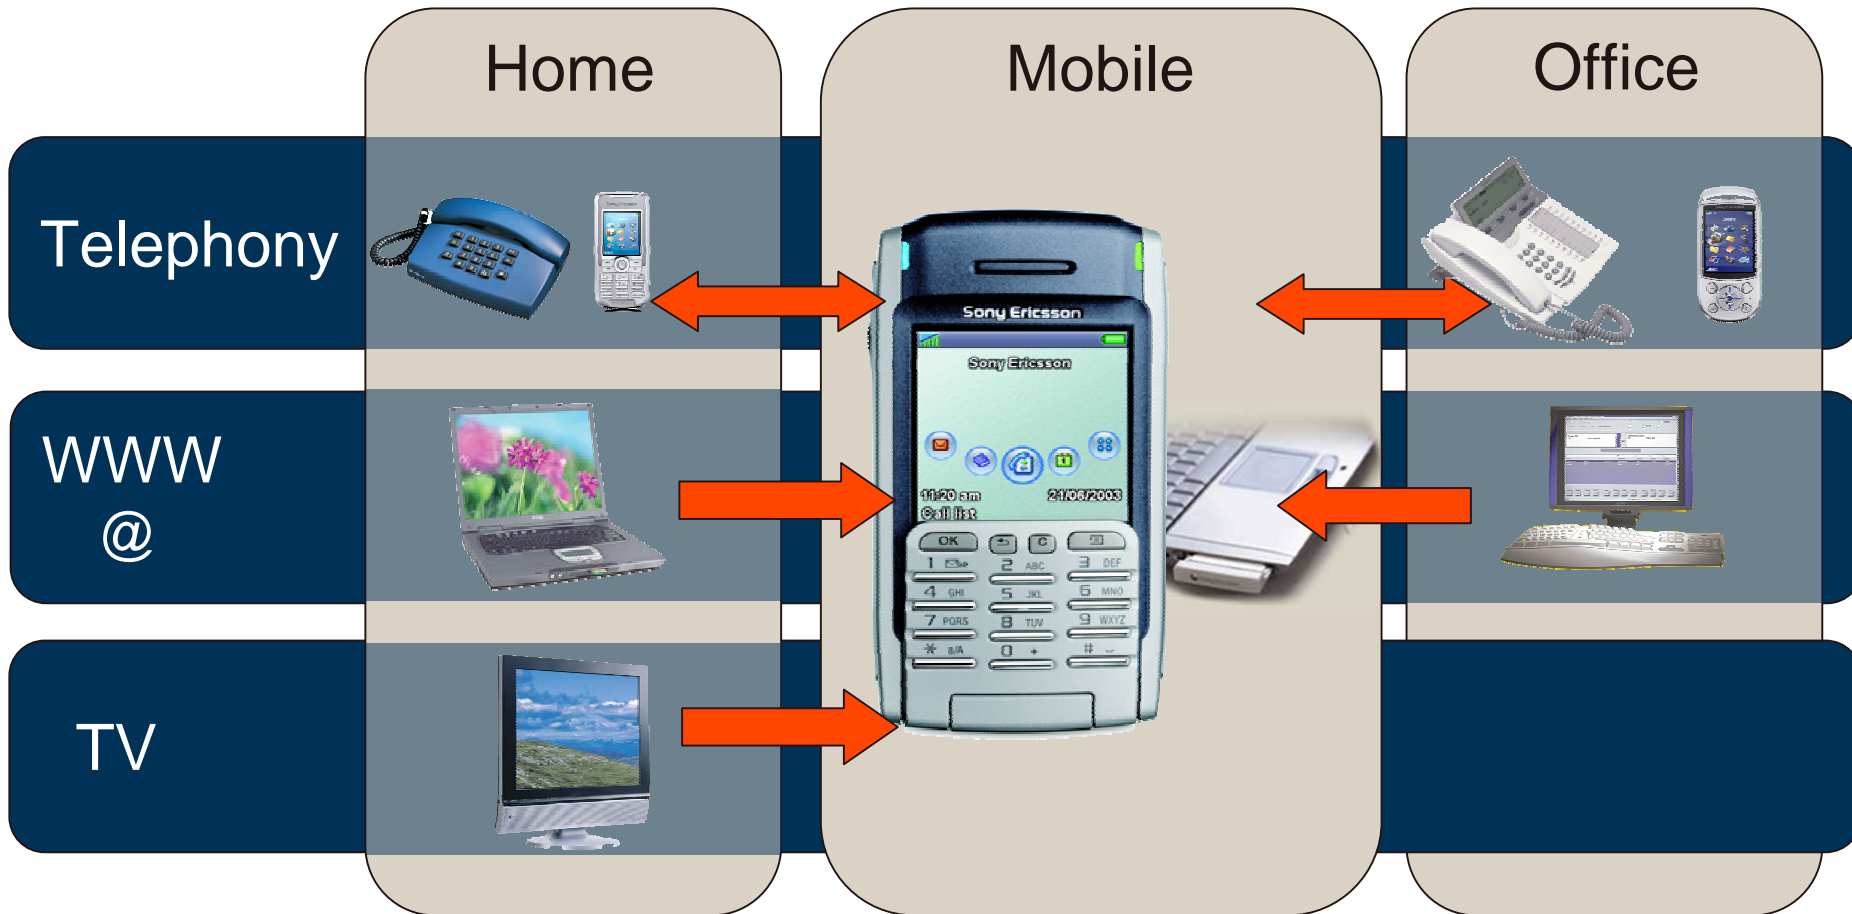 Home
Mobile
Office
Telephony
Sony Ericsson
Sony Ericsson
WWW
@
11:20 am 21/06/2003
Call list
OK C
1 2 ABC 3 DEF
4 GHI 5 JKL 6 MNO
7 PQRS 8 TUV 9 WXYZ
* a/A 0 + #
TV